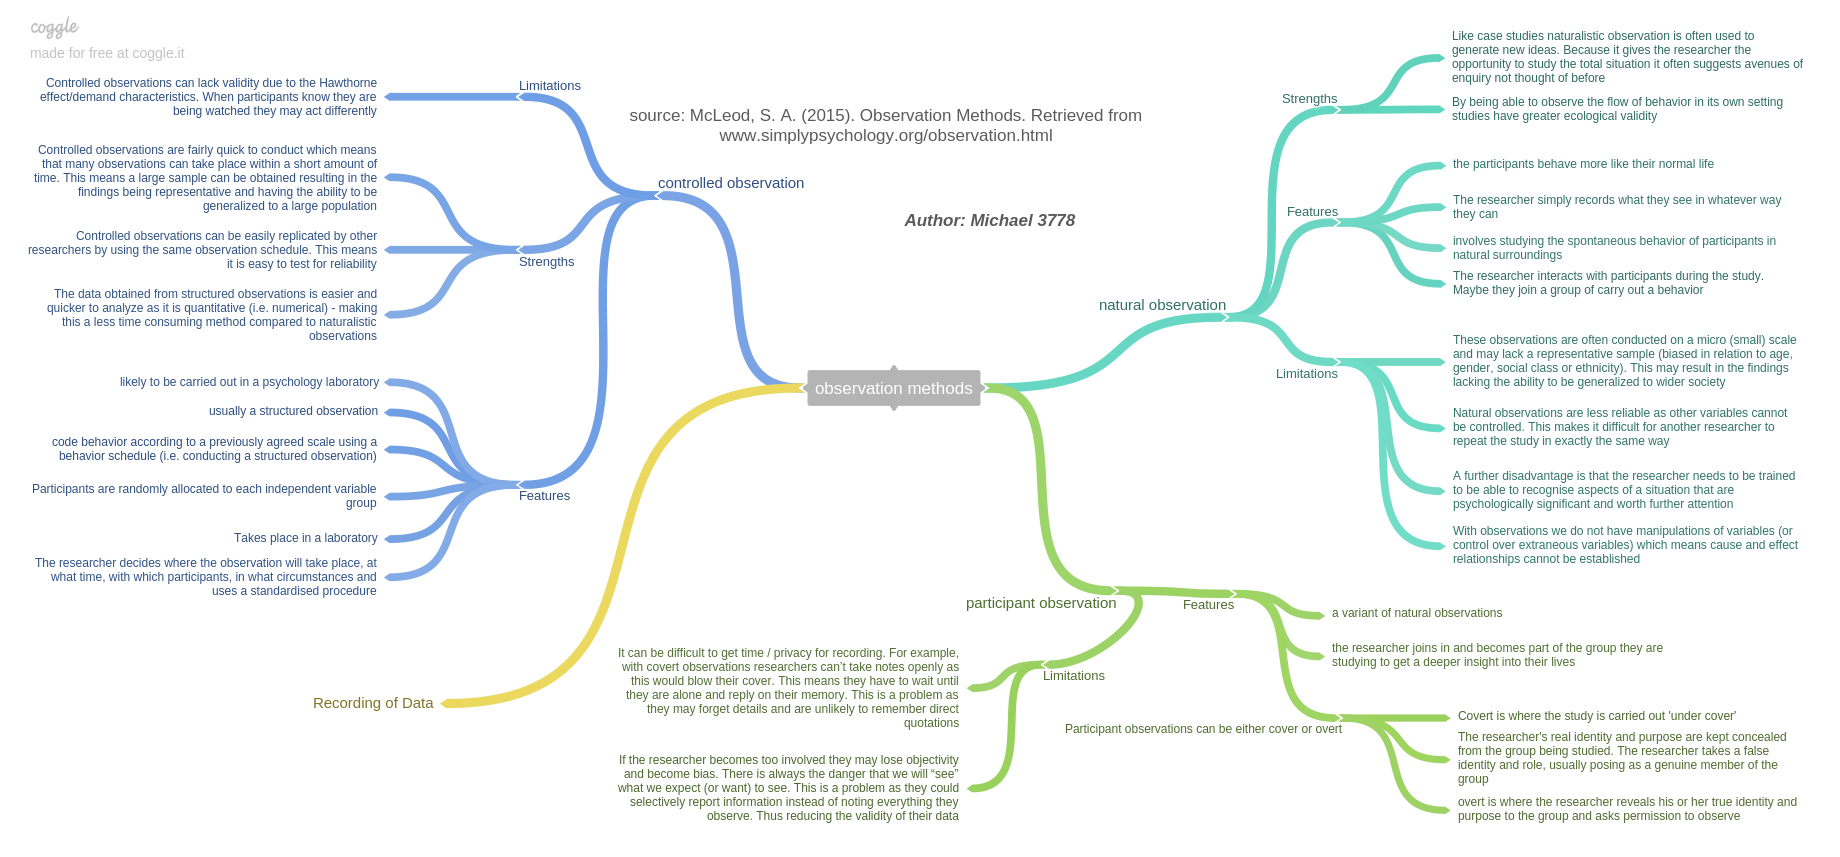 coggle
made for free at coggle.it
source: McLeod, S. A. (2015). Observation Methods. Retrieved from
www.simplypsychology.org/observation.html
Author: Michael 3778
observation methods
controlled observation
Limitations
Controlled observations can lack validity due to the Hawthorne
effect/demand characteristics. When participants know they are
being watched they may act differently
Strengths
Controlled observations are fairly quick to conduct which means
that many observations can take place within a short amount of
time. This means a large sample can be obtained resulting in the
findings being representative and having the ability to be
generalized to a large population
Controlled observations can be easily replicated by other
researchers by using the same observation schedule. This means
it is easy to test for reliability
The data obtained from structured observations is easier and
quicker to analyze as it is quantitative (i.e. numerical) - making
this a less time consuming method compared to naturalistic
observations
Features
likely to be carried out in a psychology laboratory
usually a structured observation
code behavior according to a previously agreed scale using a
behavior schedule (i.e. conducting a structured observation)
Participants are randomly allocated to each independent variable
group
Takes place in a laboratory
The researcher decides where the observation will take place, at
what time, with which participants, in what circumstances and
uses a standardised procedure
Recording of Data
natural observation
Strengths
Like case studies naturalistic observation is often used to
generate new ideas. Because it gives the researcher the
opportunity to study the total situation it often suggests avenues of
enquiry not thought of before
By being able to observe the flow of behavior in its own setting
studies have greater ecological validity
Features
the participants behave more like their normal life
The researcher simply records what they see in whatever way
they can
involves studying the spontaneous behavior of participants in
natural surroundings
The researcher interacts with participants during the study.
Maybe they join a group of carry out a behavior
Limitations
These observations are often conducted on a micro (small) scale
and may lack a representative sample (biased in relation to age,
gender, social class or ethnicity). This may result in the findings
lacking the ability to be generalized to wider society
Natural observations are less reliable as other variables cannot
be controlled. This makes it difficult for another researcher to
repeat the study in exactly the same way
A further disadvantage is that the researcher needs to be trained
to be able to recognise aspects of a situation that are
psychologically significant and worth further attention
With observations we do not have manipulations of variables (or
control over extraneous variables) which means cause and effect
relationships cannot be established
participant observation
Features
a variant of natural observations
the researcher joins in and becomes part of the group they are
studying to get a deeper insight into their lives
Participant observations can be either cover or overt
Covert is where the study is carried out 'under cover'
The researcher's real identity and purpose are kept concealed
from the group being studied. The researcher takes a false
identity and role, usually posing as a genuine member of the
group
overt is where the researcher reveals his or her true identity and
purpose to the group and asks permission to observe
Limitations
It can be difficult to get time / privacy for recording. For example,
with covert observations researchers can’t take notes openly as
this would blow their cover. This means they have to wait until
they are alone and reply on their memory. This is a problem as
they may forget details and are unlikely to remember direct
quotations
If the researcher becomes too involved they may lose objectivity
and become bias. There is always the danger that we will “see”
what we expect (or want) to see. This is a problem as they could
selectively report information instead of noting everything they
observe. Thus reducing the validity of their data